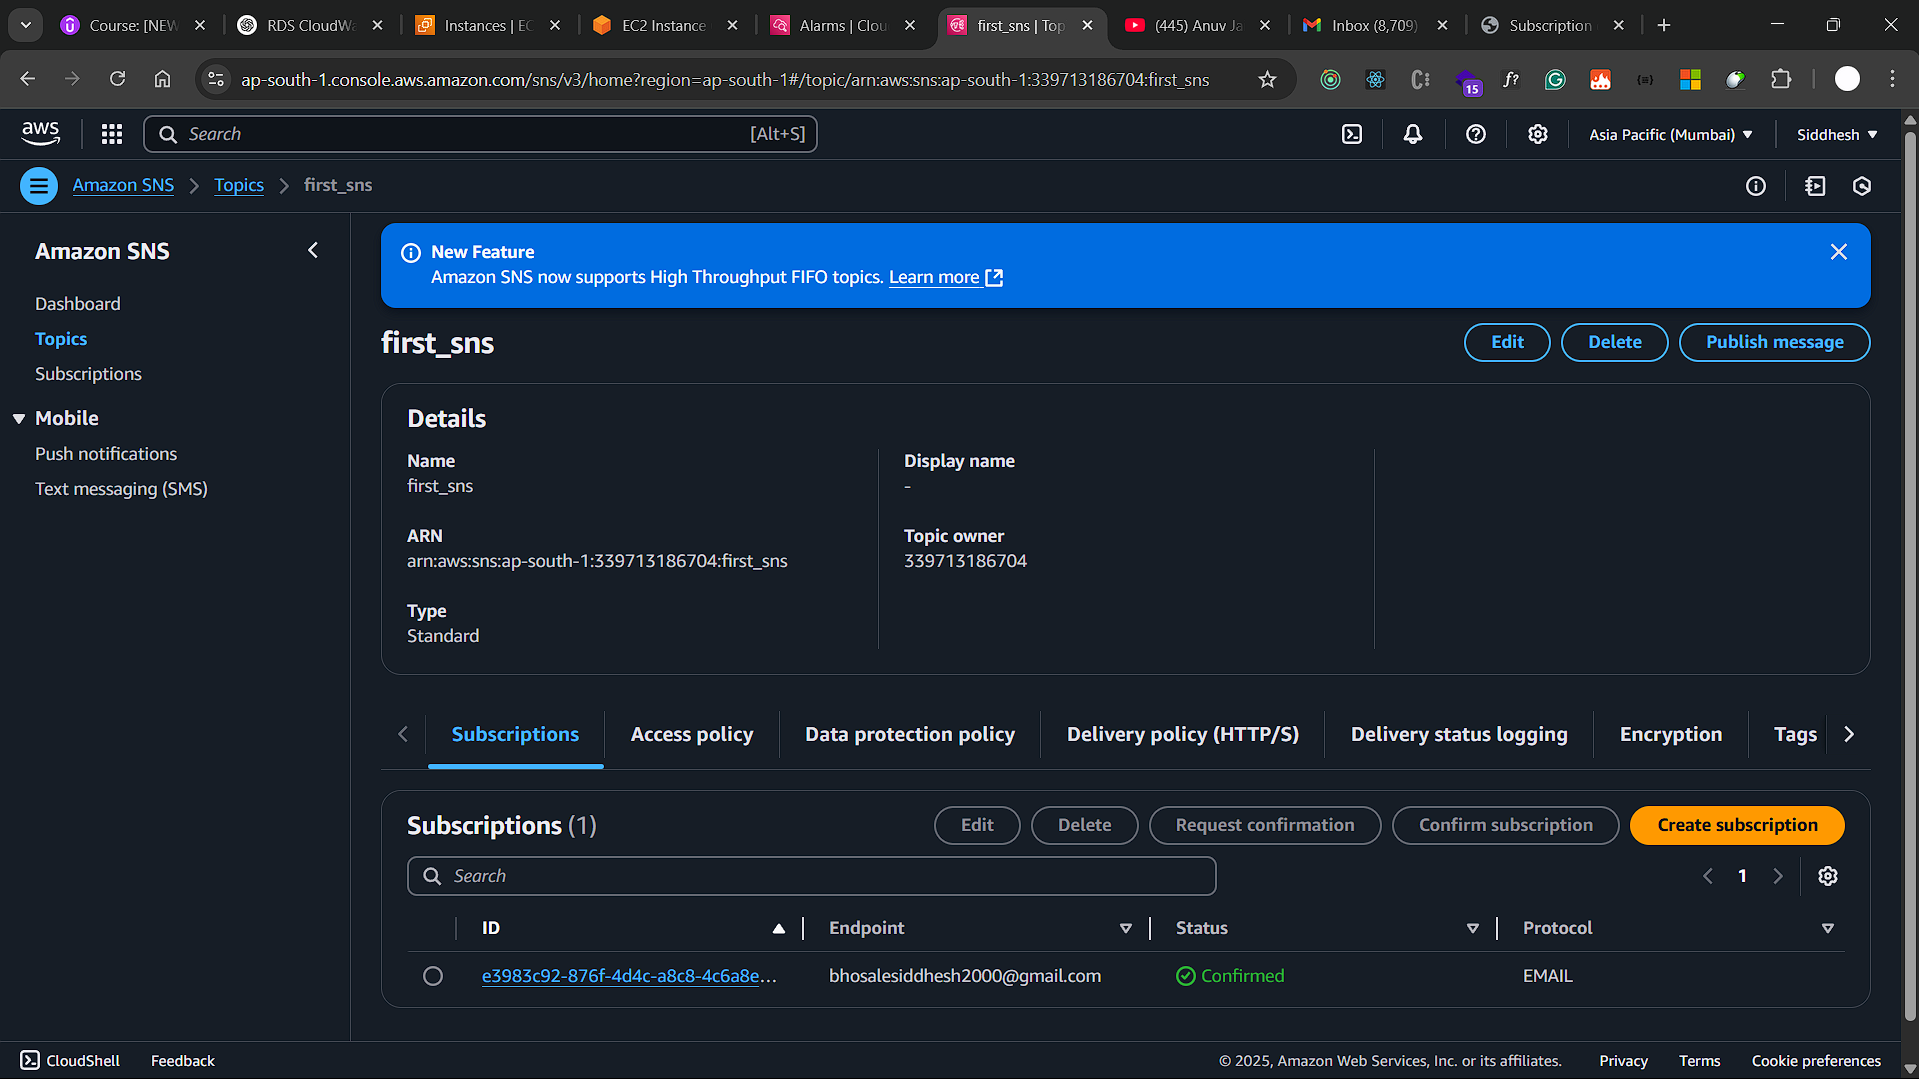 Course: [NEW
RDS CloudWa
Instances | EC
EC2 Instance
Alarms | Clou
first_sns | Top
(445) Anuv Ja
Inbox (8,709)
Subscription
ap-south-1.console.aws.amazon.com/sns/v3/home?region=ap-south-1#/topic/arn:aws:sns:ap-south-1:339713186704:first_sns
15
f?
aws
Search
[Alt+S]
Asia Pacific (Mumbai)
Siddhesh
Amazon SNS
Topics
first_sns
Amazon SNS
Dashboard
Topics
Subscriptions
Mobile
Push notifications
Text messaging (SMS)
New Feature
Amazon SNS now supports High Throughput FIFO topics. Learn more
first_sns
Edit
Delete
Publish message
Details
Name
first_sns
ARN
arn:aws:sns:ap-south-1:339713186704:first_sns
Type
Standard
Display name
-
Topic owner
339713186704
Subscriptions
Access policy
Data protection policy
Delivery policy (HTTP/S)
Delivery status logging
Encryption
Tags
Subscriptions (1)
Edit
Delete
Request confirmation
Confirm subscription
Create subscription
Search
1
ID
Endpoint
Status
Protocol
e3983c92-876f-4d4c-a8c8-4c6a8e...
bhosalesiddhesh2000@gmail.com
Confirmed
EMAIL
CloudShell
Feedback
© 2025, Amazon Web Services, Inc. or its affiliates.
Privacy
Terms
Cookie preferences